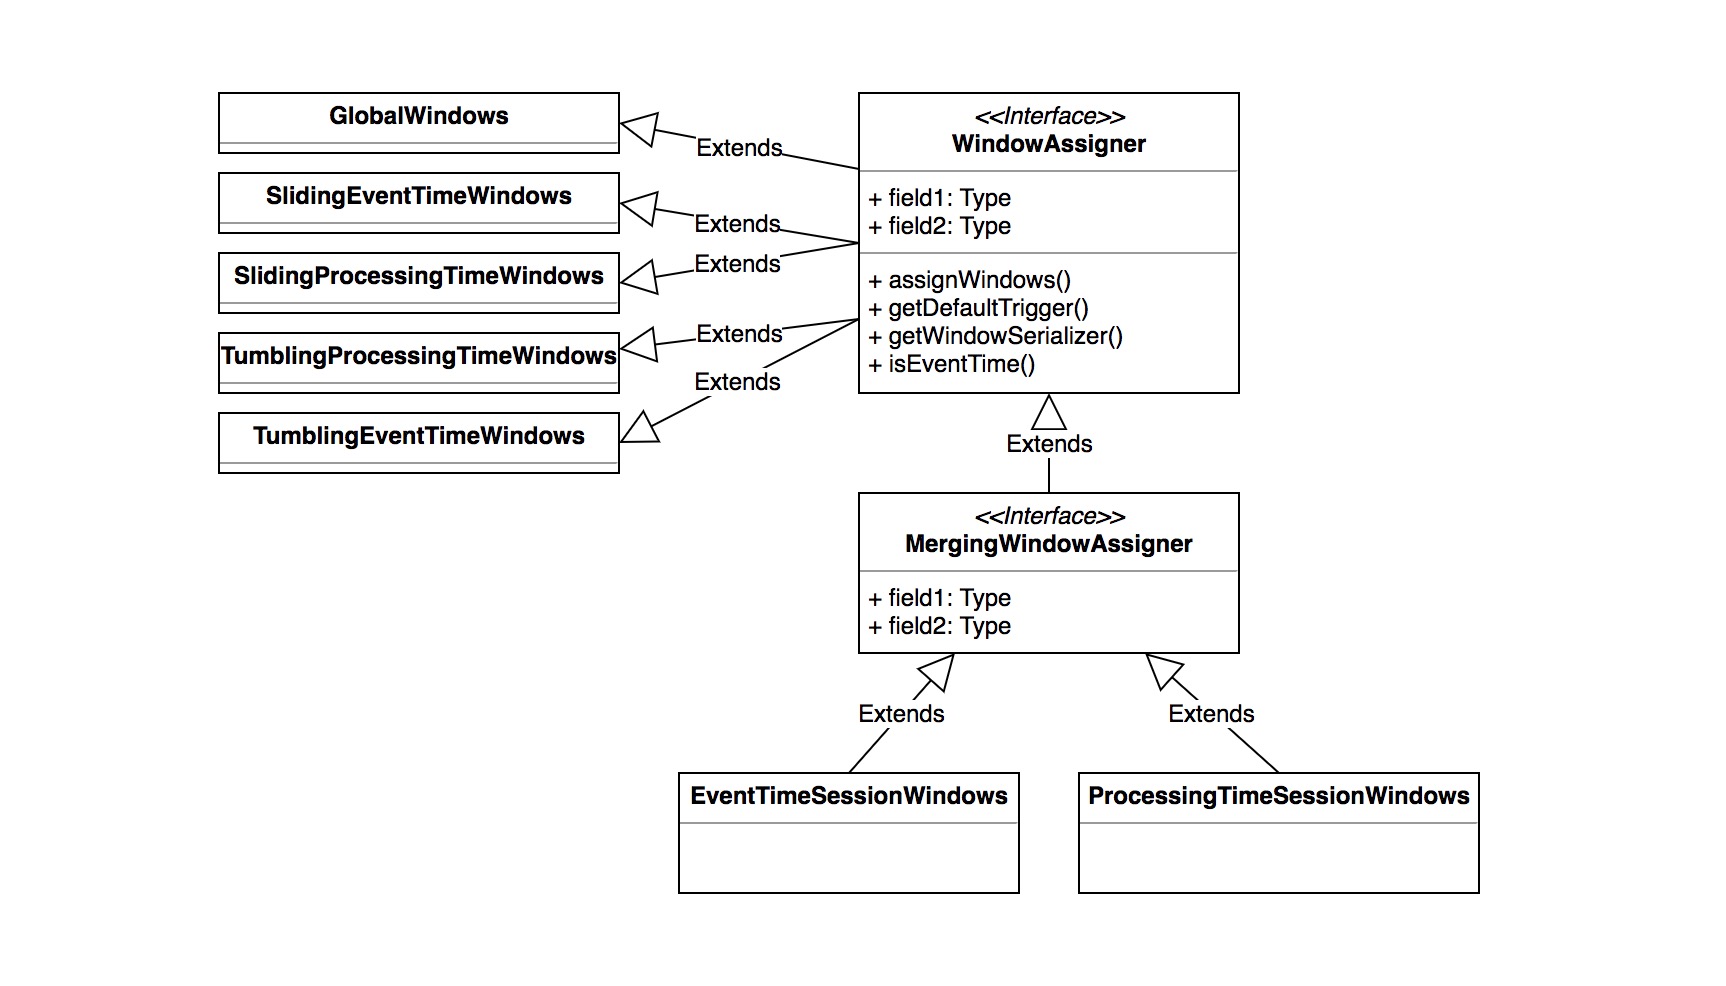 GlobalWindows
SlidingEventTimeWindows
SlidingProcessingTimeWindows
TumblingProcessingTimeWindows
TumblingEventTimeWindows
Extends
Extends
Extends
Extends
Extends
<<Interface>>
WindowAssigner
+ field1: Type
+ field2: Type
+ assignWindows()
+ getDefaultTrigger()
+ getWindowSerializer()
+ isEventTime()
Extends
<<Interface>>
MergingWindowAssigner
+ field1: Type
+ field2: Type
Extends
Extends
EventTimeSessionWindows
ProcessingTimeSessionWindows